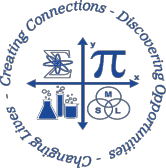 Creating Connections - Discovering Opportunities - Changing Lives -
y
x
Σ
π
M
S
L